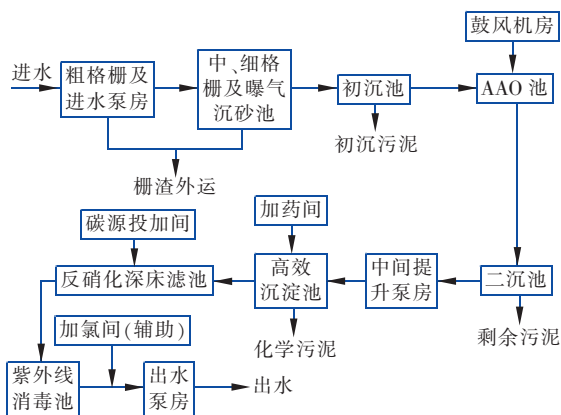 鼓风机房
进水
粗格栅及
进水泵房
中、细格
栅及曝气
沉砂池
初沉池
AAO 池
初沉污泥
栅渣外运
碳源投加间
加药间
反硝化深床滤池
高效
沉淀池
中间提
升泵房
二沉池
加氯间(辅助)
化学污泥
剩余污泥
紫外线
消毒池
出水
泵房
出水